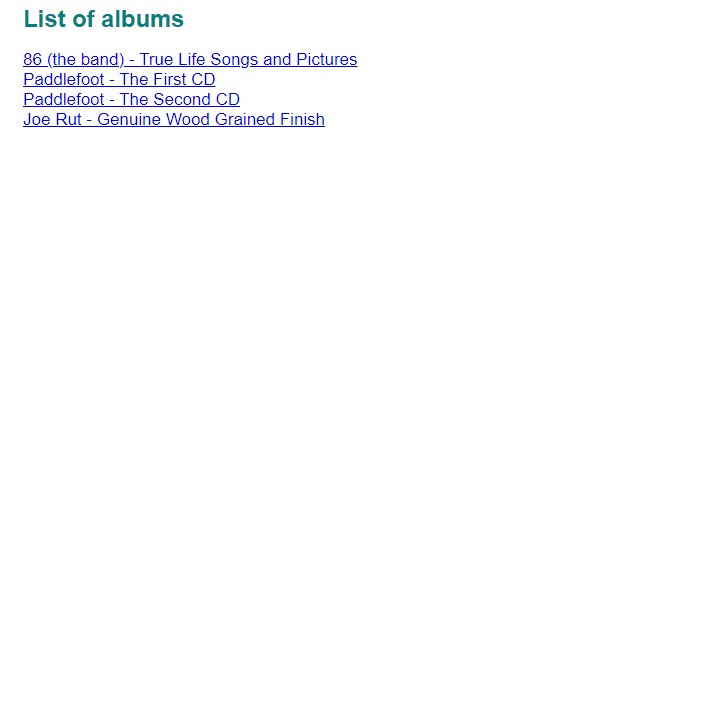 List of albums
86 (the band) - True Life Songs and Pictures
Paddlefoot - The First CD
Paddlefoot - The Second CD
Joe Rut - Genuine Wood Grained Finish